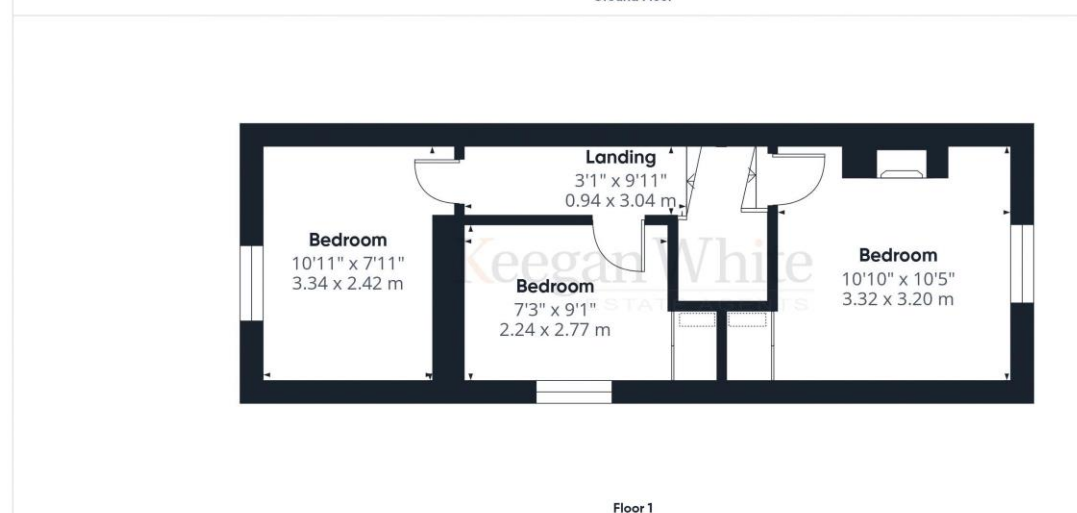 Landing
3'1" x 9'11"
0.94 x 3.04 m
Bedroom
10'11" x 7'11"
3.34 x 2.42 m
Bedroom
7'3" x 9'1"
2.24 x 2.77 m
Bedroom
10'10" x 10'5"
3.32 x 3.20 m
Keegan White
ESTATE AGENTS
Floor 1